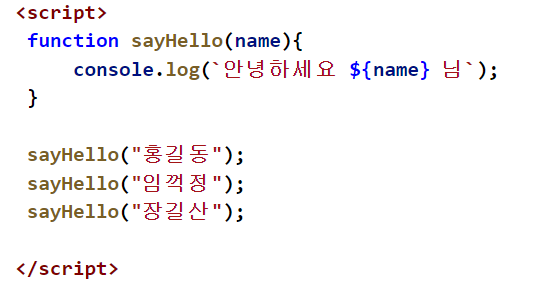 <script>
function sayHello(name){
console.log(`안녕하세요 ${name} 님`);
}
sayHello("홍길동");
sayHello("임꺽정");
sayHello("장길산");
</script>